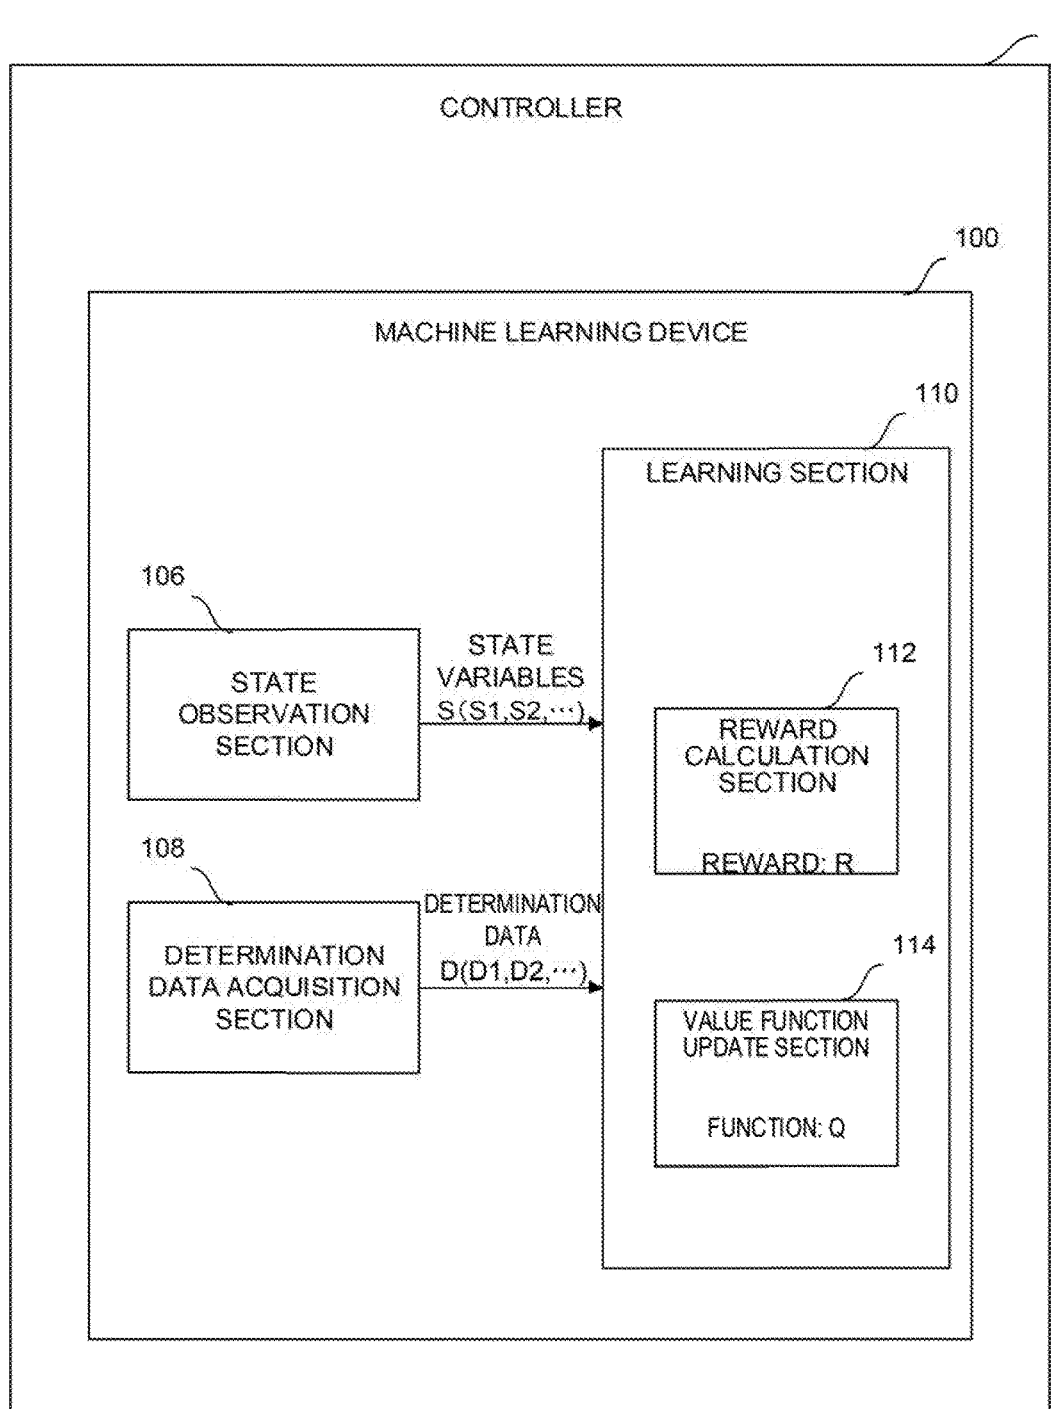 CONTROLLER
100
MACHINE LEARNING DEVICE
110
LEARNING SECTION
106
STATE
OBSERVATION
SECTION
STATE
VARIABLES
S(S1,S2,⋯)
112
REWARD
CALCULATION
SECTION
REWARD: R
108
DETERMINATION
DATA ACQUISITION
SECTION
DETERMINATION
DATA
D(D1,D2,⋯)
114
VALUE FUNCTION
UPDATE SECTION
FUNCTION: Q